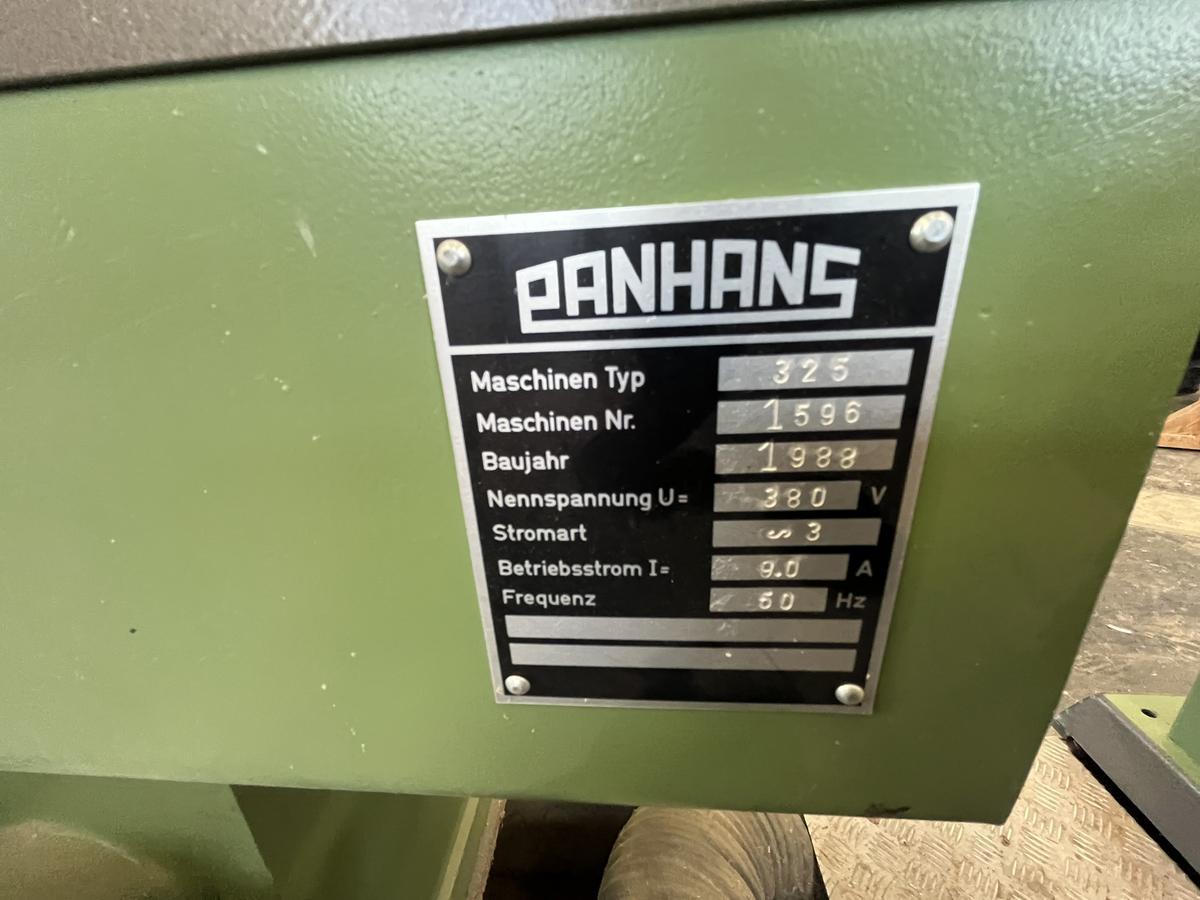 PANHANS
Maschinen Typ 325
Maschinen Nr. 1596
Baujahr 1988
Nennspannung U= 380 V
Stromart ∽ 3
Betriebsstrom I= 9.0 A
Frequenz 50 Hz